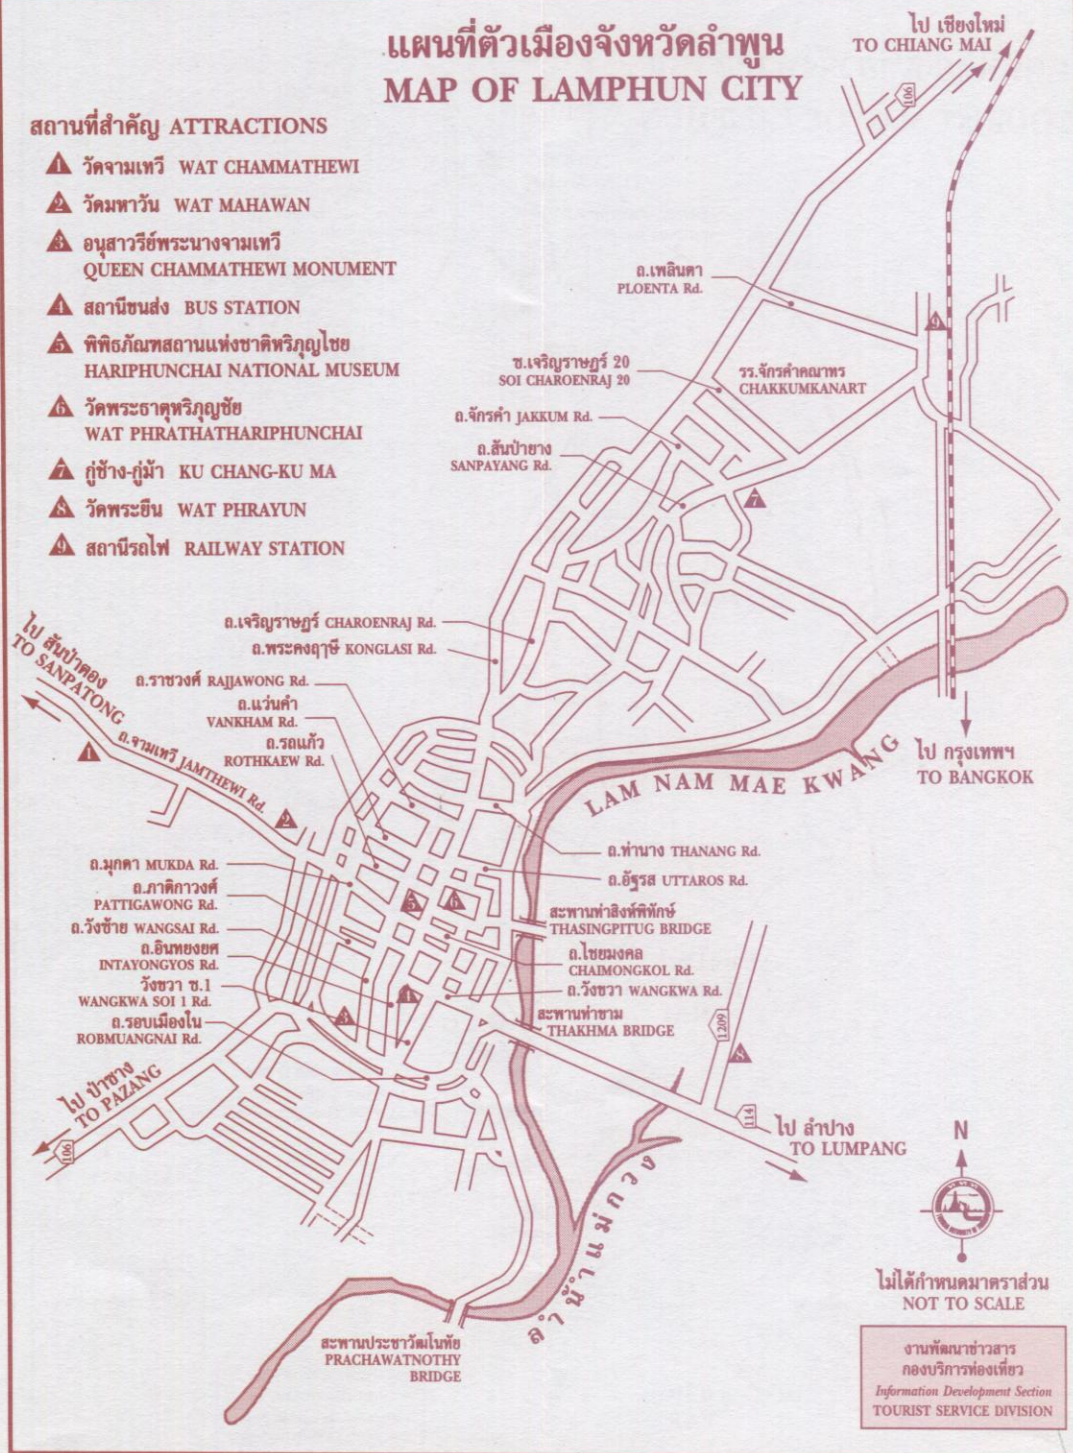 แผนที่ตัวเมืองจังหวัดลำพูน
MAP OF LAMPHUN CITY
ไป เชียงใหม่
TO CHIANG MAI
106
สถานที่สำคัญ ATTRACTIONS
1 วัดจามเทวี WAT CHAMMATHEWI
2 วัดมหาวัน WAT MAHAWAN
3 อนุสาวรีย์พระนางจามเทวี
QUEEN CHAMMATHEWI MONUMENT
4 สถานีขนส่ง BUS STATION
5 พิพิธภัณฑสถานแห่งชาติหริภุญไชย
HARIPHUNCHAI NATIONAL MUSEUM
6 วัดพระธาตุหริภุญชัย
WAT PHRATHATHARIPHUNCHAI
7 กู่ช้าง-กู่ม้า KU CHANG-KU MA
8 วัดพระยืน WAT PHRAYUN
9 สถานีรถไฟ RAILWAY STATION
ถ.เพลินตา
PLOENTA Rd.
9
ซ.เจริญราษฎร์ 20
SOI CHAROENRAJ 20
รร.จักรคำคณาทร
CHAKKUMKANART
ถ.จักรคำ JAKKUM Rd.
ถ.สันป่ายาง
SANPAYANG Rd.
7
ถ.เจริญราษฎร์ CHAROENRAJ Rd.
ถ.พระคงฤาษี KONGLASI Rd.
ถ.ราชวงศ์ RAJJAWONG Rd.
ถ.แว่นคำ
VANKHAM Rd.
ถ.รถแก้ว
ROTHKAEW Rd.
ไป สันป่าตอง
TO SANPATONG
1
ถ.จามเทวี JAMTHEWI Rd.
2
LAM NAM MAE KWANG
ไป กรุงเทพฯ
TO BANGKOK
ถ.ท่านาง THANANG Rd.
ถ.อัฐรส UTTAROS Rd.
ถ.มุกดา MUKDA Rd.
ถ.ภาติกาวงศ์
PATTIGAWONG Rd.
ถ.วังซ้าย WANGSAI Rd.
ถ.อินทยงยศ
INTAYONGYOS Rd.
วังขวา ซ.1
WANGKWA SOI 1 Rd.
ถ.รอบเมืองใน
ROBMUANGNAI Rd.
5
6
4
3
สะพานท่าสิงห์พิทักษ์
THASINGPITUG BRIDGE
ถ.ไชยมงคล
CHAIMONGKOL Rd.
ถ.วังขวา WANGKWA Rd.
สะพานท่าขาม
THAKHMA BRIDGE
1209
8
114
ไป ลำปาง
TO LUMPANG
ไป ป่าซาง
TO PAZANG
106
ลำน้ำแม่กวง
สะพานประชาวัฒโนทัย
PRACHAWATNOTHY
BRIDGE
N
ไม่ได้กำหนดมาตราส่วน
NOT TO SCALE
งานพัฒนาข่าวสาร
กองบริการท่องเที่ยว
Information Development Section
TOURIST SERVICE DIVISION